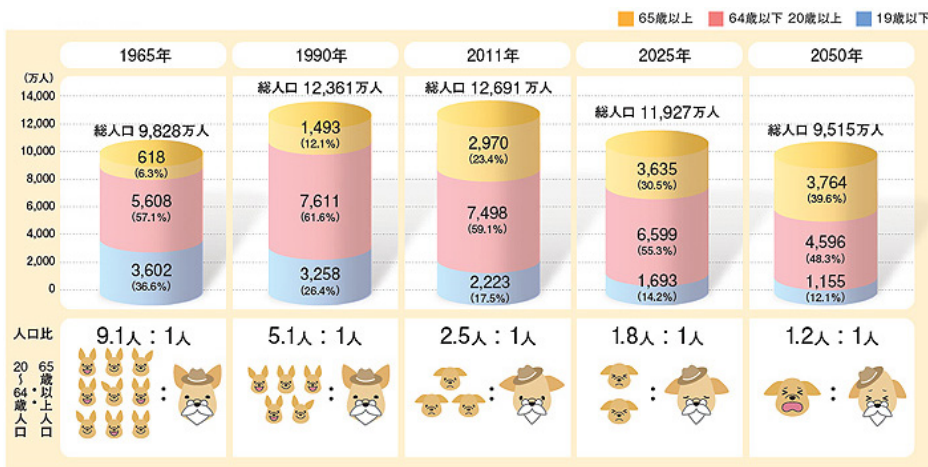 65歳以上 64歳以下 20歳以上 19歳以下
1965年 1990年 2011年 2025年 2050年
(万人)
14,000
12,000
10,000
8,000
6,000
4,000
2,000
0
総人口 9,828万人
618
(6.3%)
5,608
(57.1%)
3,602
(36.6%)
総人口 12,361万人
1,493
(12.1%)
7,611
(61.6%)
3,258
(26.4%)
総人口 12,691万人
2,970
(23.4%)
7,498
(59.1%)
2,223
(17.5%)
総人口 11,927万人
3,635
(30.5%)
6,599
(55.3%)
1,693
(14.2%)
総人口 9,515万人
3,764
(39.6%)
4,596
(48.3%)
1,155
(12.1%)
人口比
65歳以上人口
:
20〜64歳人口
9.1人:1人
5.1人:1人
2.5人:1人
1.8人:1人
1.2人:1人
: : : : :